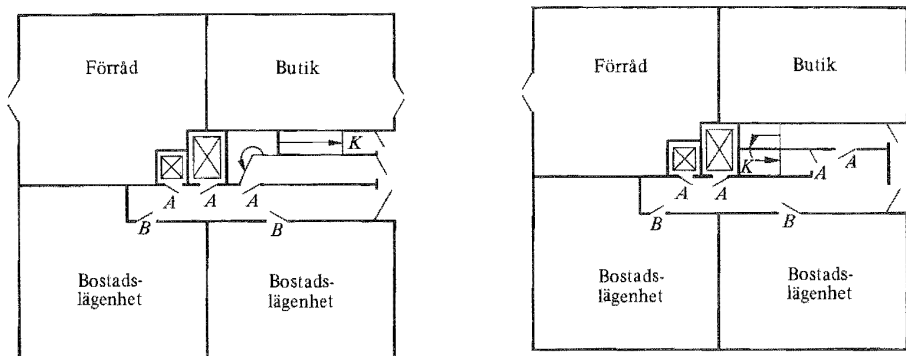 Förråd
Butik
K
A
A
A
B
B
Bostads-
lägenhet
Bostads-
lägenhet
Förråd
Butik
K
A
A
A
A
B
B
Bostads-
lägenhet
Bostads-
lägenhet